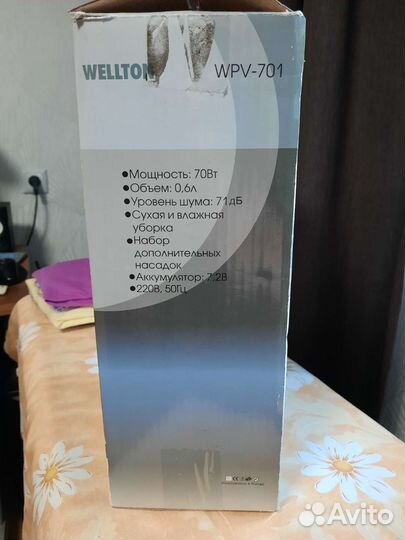 WELLTON WPV-701
•Мощность: 70Вт
•Объем: 0,6л
•Уровень шума: 71дБ
•Сухая и влажная
уборка
•Набор
дополнительных
насадок
•Аккумулятор: 7,2В
•220В, 50Гц
Avito